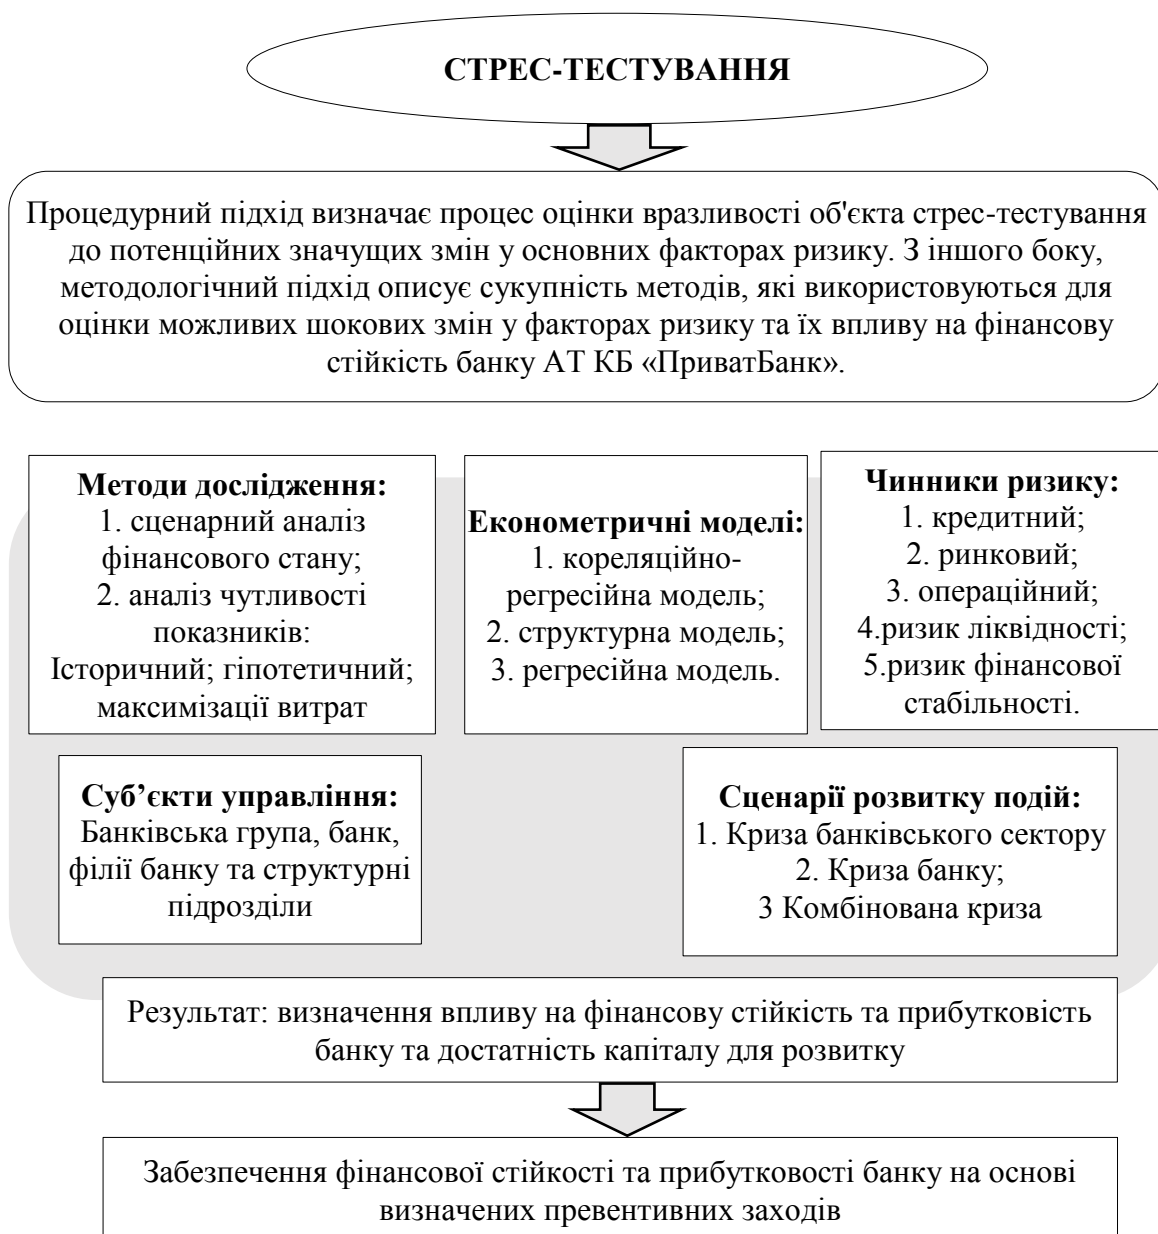 СТРЕС-ТЕСТУВАННЯ
Процедурний підхід визначає процес оцінки вразливості об'єкта стрес-тестування
до потенційних значущих змін у основних факторах ризику. З іншого боку,
методологічний підхід описує сукупність методів, які використовуються для
оцінки можливих шокових змін у факторах ризику та їх впливу на фінансову
стійкість банку АТ КБ «ПриватБанк».
Методи дослідження:
1. сценарний аналіз
фінансового стану;
2. аналіз чутливості
показників:
Історичний; гіпотетичний;
максимізації витрат
Економетричні моделі:
1. кореляційно-
регресійна модель;
2. структурна модель;
3. регресійна модель.
Чинники ризику:
1. кредитний;
2. ринковий;
3. операційний;
4.ризик ліквідності;
5.ризик фінансової
стабільності.
Суб’єкти управління:
Банківська група, банк,
філії банку та структурні
підрозділи
Сценарії розвитку подій:
1. Криза банківського сектору
2. Криза банку;
3 Комбінована криза
Результат: визначення впливу на фінансову стійкість та прибутковість
банку та достатність капіталу для розвитку
Забезпечення фінансової стійкості та прибутковості банку на основі
визначених превентивних заходів